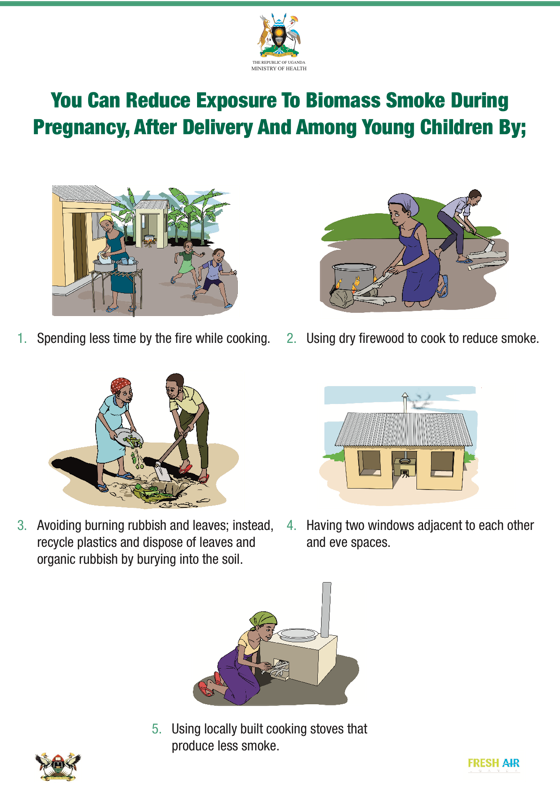 THE REPUBLIC OF UGANDA
MINISTRY OF HEALTH
You Can Reduce Exposure To Biomass Smoke During
Pregnancy, After Delivery And Among Young Children By;
1. Spending less time by the fire while cooking.
2. Using dry firewood to cook to reduce smoke.
3. Avoiding burning rubbish and leaves; instead,
recycle plastics and dispose of leaves and
organic rubbish by burying into the soil.
4. Having two windows adjacent to each other
and eve spaces.
5. Using locally built cooking stoves that
produce less smoke.
FRESH AIR